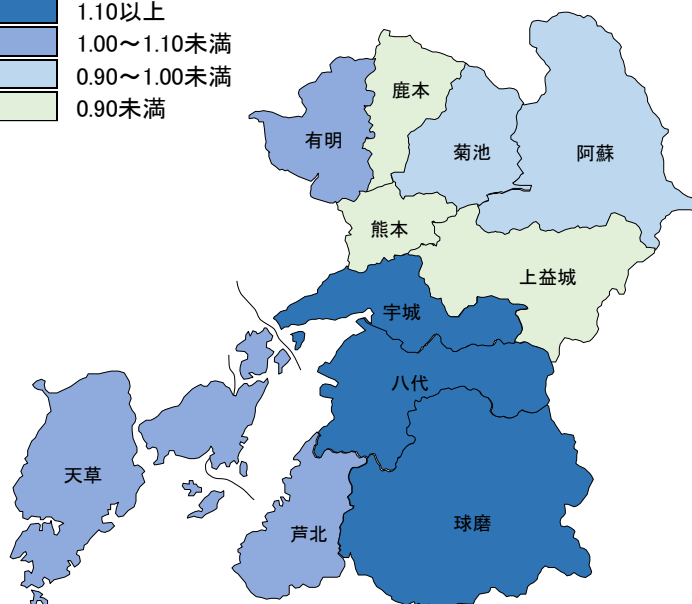 1.10以上
1.00～1.10未満
0.90～1.00未満
0.90未満
鹿本
有明
菊池
阿蘇
熊本
上益城
宇城
八代
天草
球磨
芦北